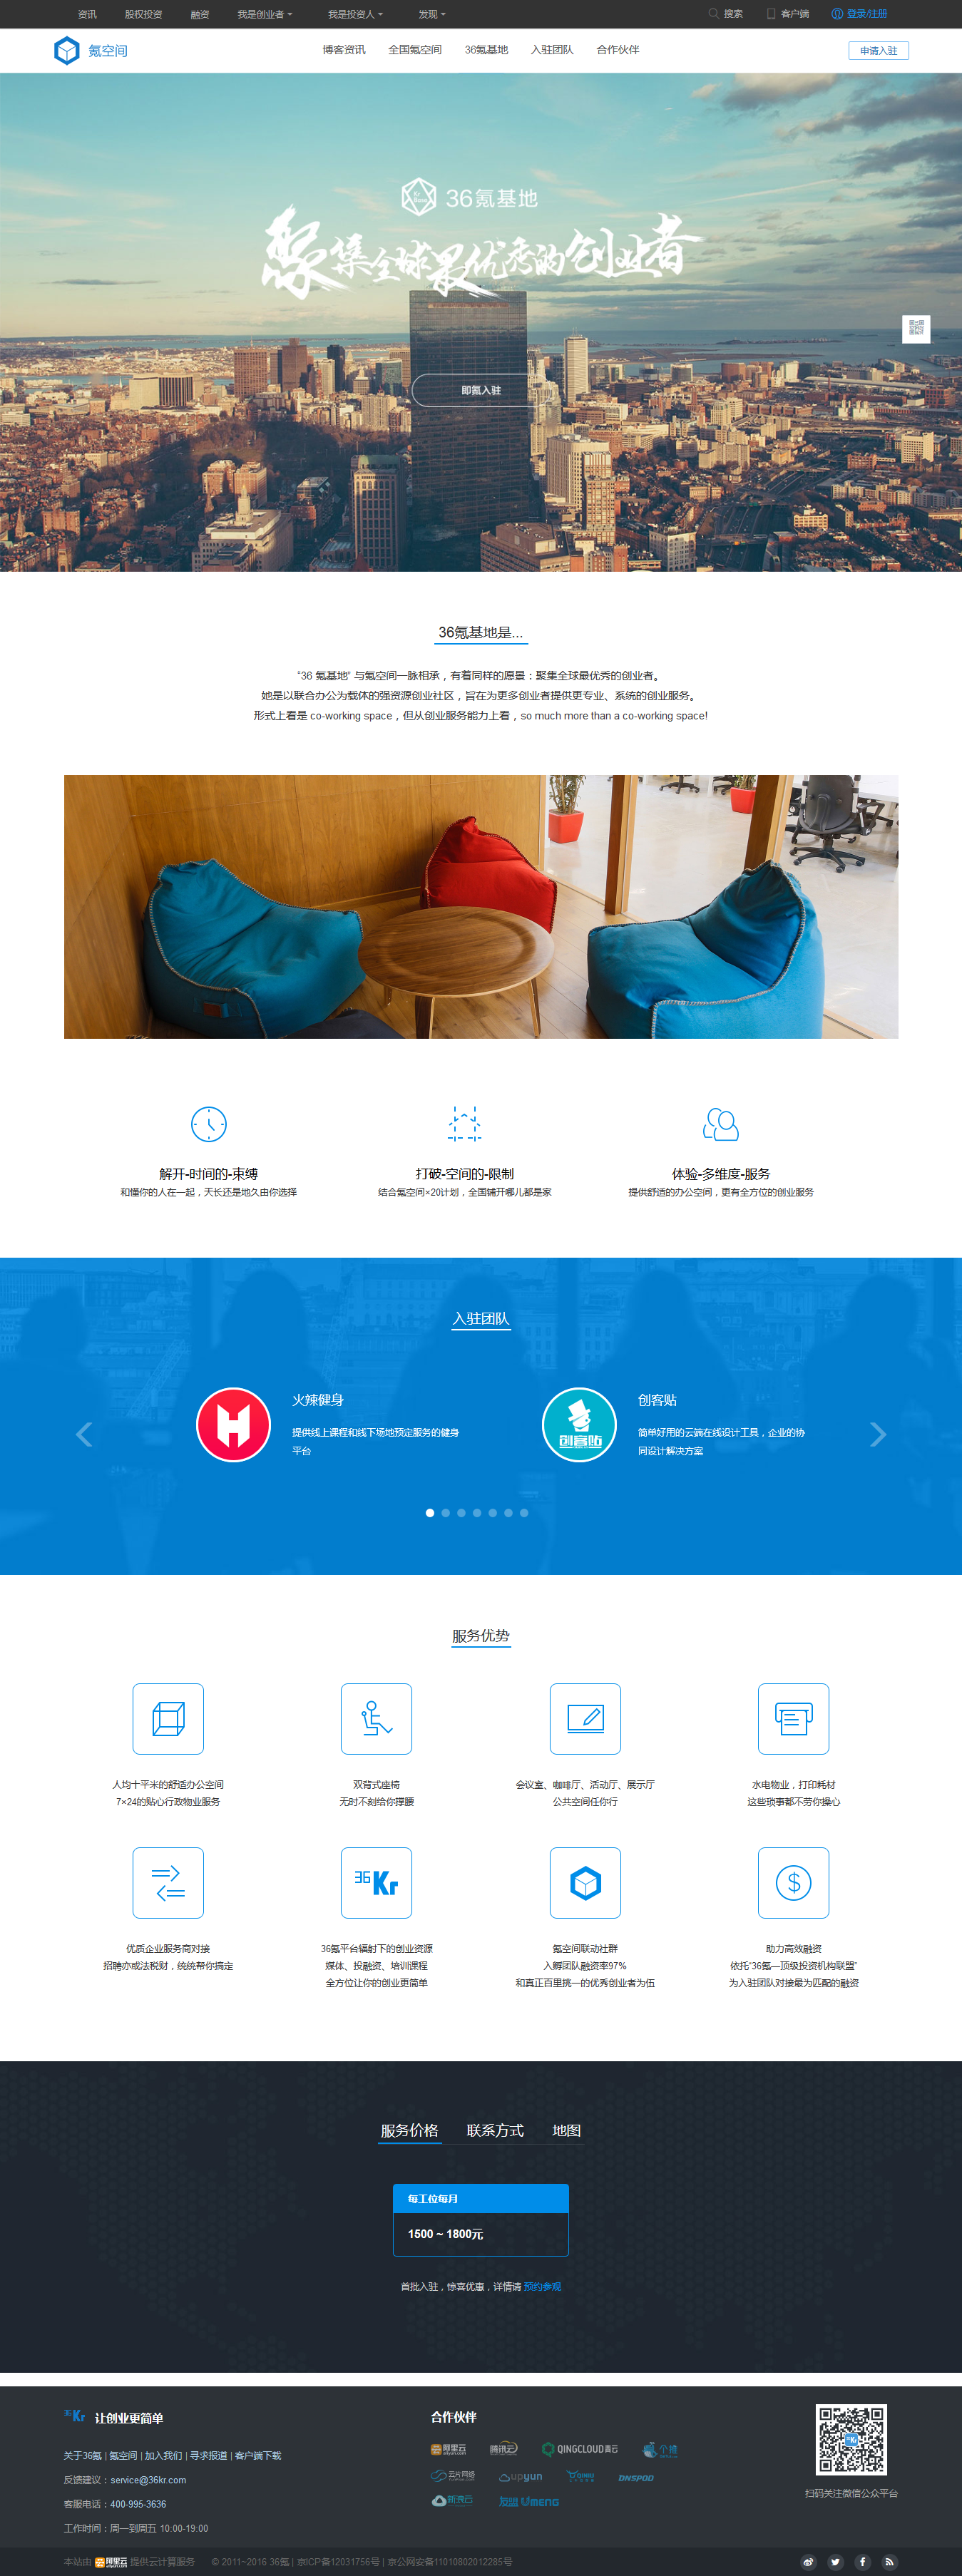 资讯 股权投资 融资 我是创业者 我是投资人 发现 搜索 客户端 登录/注册
氪空间 博客资讯 全国氪空间 36氪基地 入驻团队 合作伙伴 申请入驻
36氪基地
聚集全球最优秀的创业者
即氪入驻
36氪基地是...
“36 氪基地” 与氪空间一脉相承，有着同样的愿景：聚集全球最优秀的创业者。
她是以联合办公为载体的强资源创业社区，旨在为更多创业者提供更专业、系统的创业服务。
形式上看是 co-working space，但从创业服务能力上看，so much more than a co-working space!
解开-时间的-束缚 打破-空间的-限制 体验-多维度-服务
和懂你的人在一起，天长还是地久由你选择 结合氪空间×20计划，全国铺开哪儿都是家 提供舒适的办公空间，更有全方位的创业服务
入驻团队
火辣健身
提供线上课程和线下场地预定服务的健身
平台
创客贴
创客贴
简单好用的云端在线设计工具，企业的协
同设计解决方案
服务优势
人均十平米的舒适办公空间 双背式座椅 会议室、咖啡厅、活动厅、展示厅 水电物业，打印耗材
7×24的贴心行政物业服务 无时不刻给你撑腰 公共空间任你行 这些琐事都不劳你操心
36Kr
优质企业服务商对接 36氪平台辐射下的创业资源 氪空间联动社群 助力高效融资
招聘亦或法税财，统统帮你搞定 媒体、投融资、培训课程 入孵团队融资率97% 依托“36氪—顶级投资机构联盟”
全方位让你的创业更简单 和真正百里挑一的优秀创业者为伍 为入驻团队对接最为匹配的融资
服务价格 联系方式 地图
每工位每月
1500 ~ 1800元
首批入驻，惊喜优惠，详情请 预约参观
36Kr 让创业更简单
关于36氪 | 氪空间 | 加入我们 | 寻求报道 | 客户端下载
反馈建议：service@36kr.com
客服电话：400-995-3636
工作时间：周一到周五 10:00-19:00
合作伙伴
阿里云 腾讯云 QINGCLOUD青云 个推
云片网络 upyun QINIU DNSPOD
新浪云 友盟 Umeng
扫码关注微信公众平台
本站由 阿里云 提供云计算服务 © 2011~2016 36氪 | 京ICP备12031756号 | 京公网安备11010802012285号